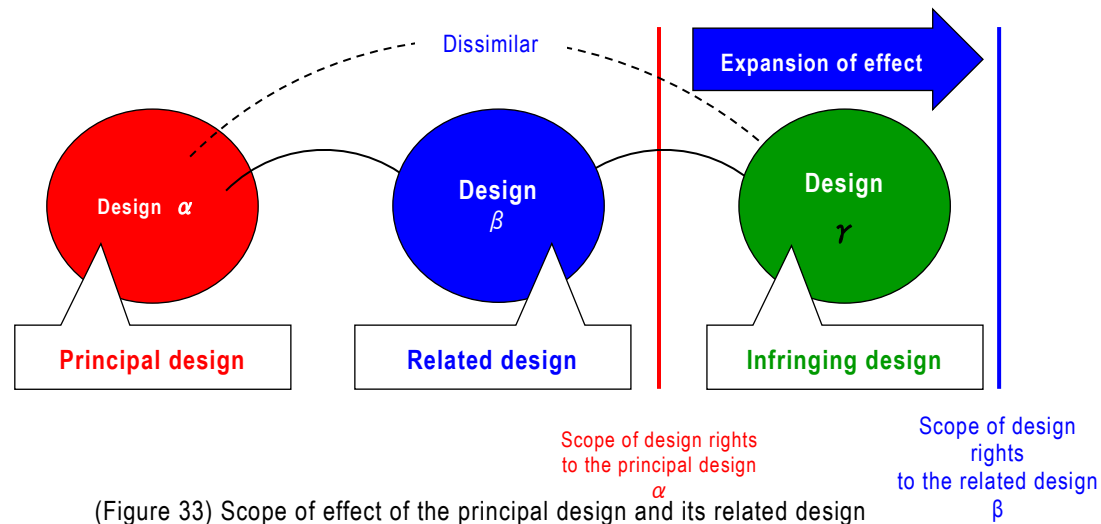 Dissimilar
Expansion of effect
Design α
Design
β
Design
γ
Principal design
Related design
Infringing design
Scope of design rights
to the principal design
α
Scope of design
rights
to the related design
β
(Figure 33) Scope of effect of the principal design and its related design